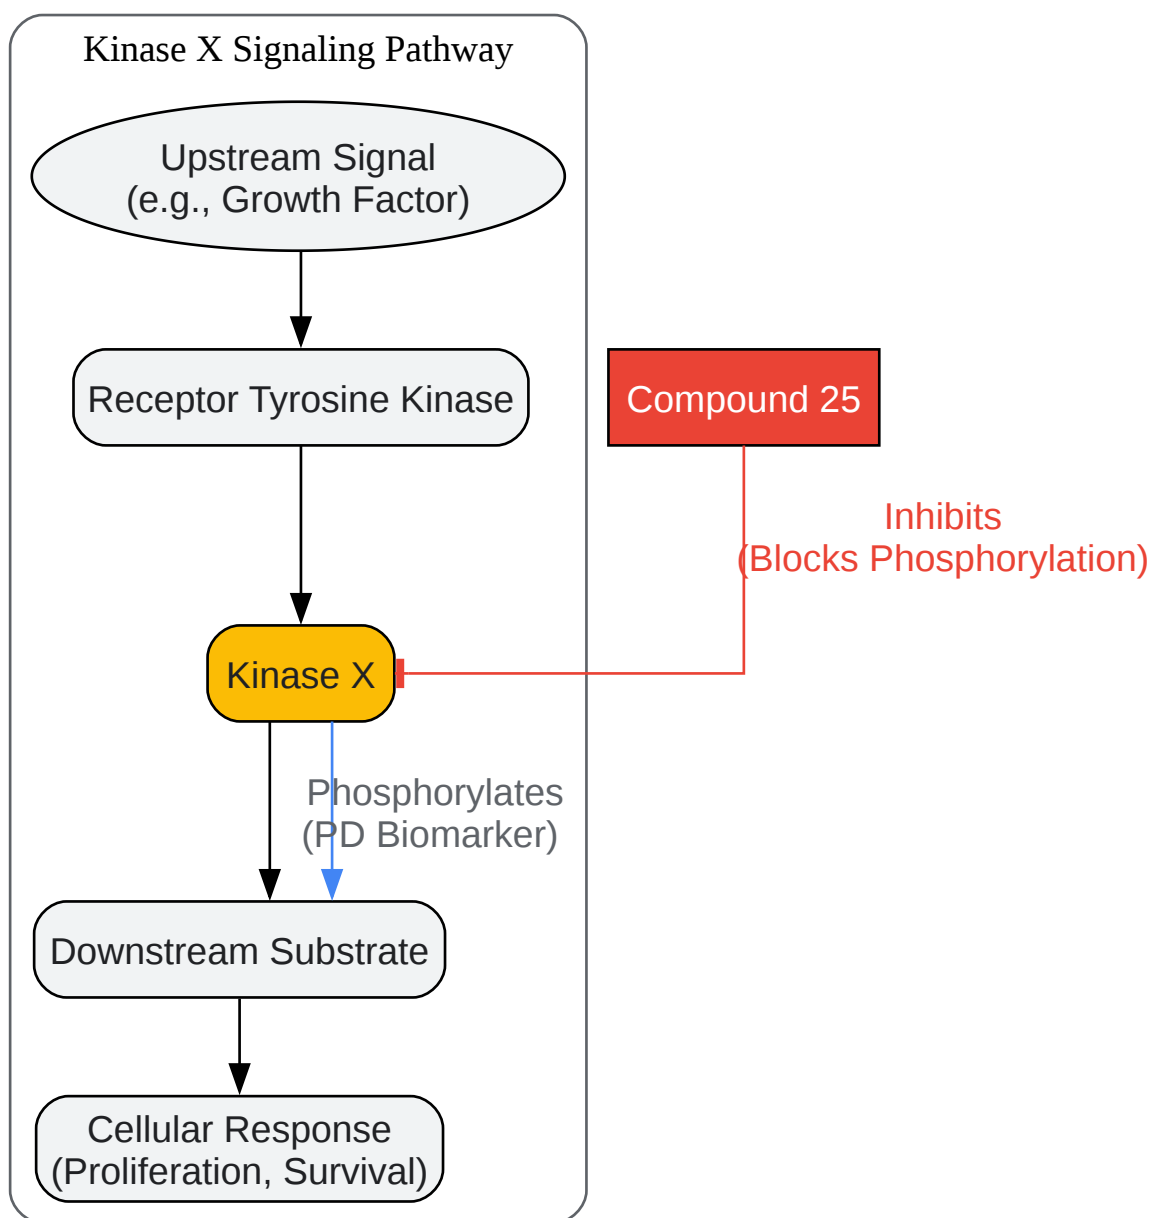 Kinase X Signaling Pathway
Upstream Signal
(e.g., Growth Factor)
Receptor Tyrosine Kinase
Compound 25
Inhibits
(Blocks Phosphorylation)
Kinase X
Phosphorylates
(PD Biomarker)
Downstream Substrate
Cellular Response
(Proliferation, Survival)